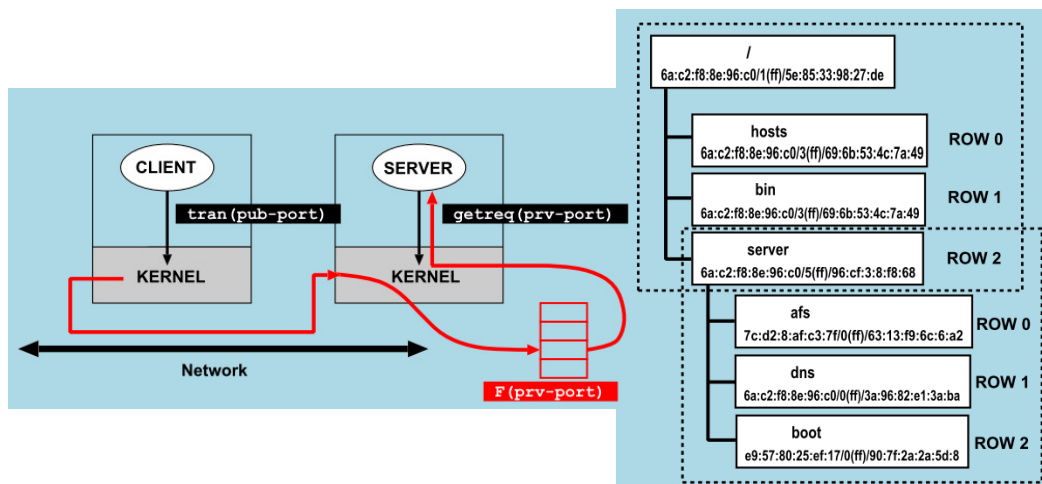 CLIENT
SERVER
tran(pub-port)
getreq(prv-port)
KERNEL
KERNEL
Network
F(prv-port)
/
6a:c2:f8:8e:96:c0/1(ff)/5e:85:33:98:27:de
hosts
6a:c2:f8:8e:96:c0/3(ff)/69:6b:53:4c:7a:49
ROW 0
bin
6a:c2:f8:8e:96:c0/3(ff)/69:6b:53:4c:7a:49
ROW 1
server
6a:c2:f8:8e:96:c0/5(ff)/96:cf:3:8:f8:68
ROW 2
afs
7c:d2:8:af:c3:7f/0(ff)/63:13:f9:6c:6:a2
ROW 0
dns
6a:c2:f8:8e:96:c0/0(ff)/3a:96:82:e1:3a:ba
ROW 1
boot
e9:57:80:25:ef:17/0(ff)/90:7f:2a:2a:5d:8
ROW 2